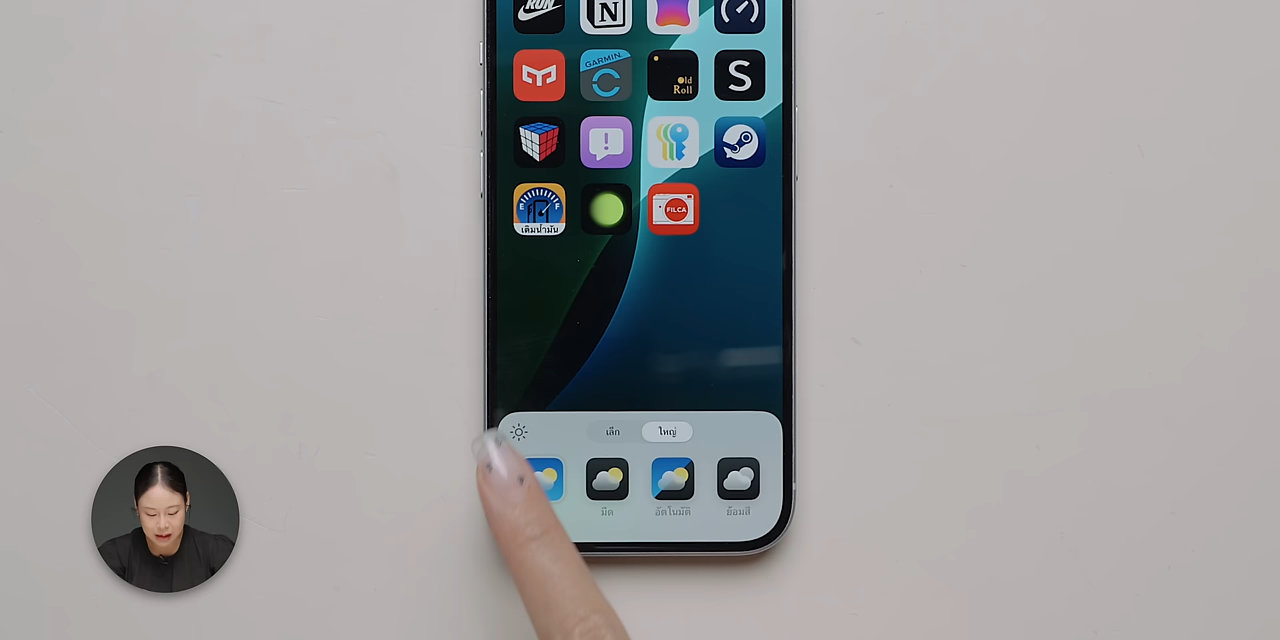 RUN
N
GARMIN
Old
Roll
S
!
E F
เติมน้ำมัน
FILCA
เล็ก ใหญ่
มืด อัตโนมัติ ย้อมสี